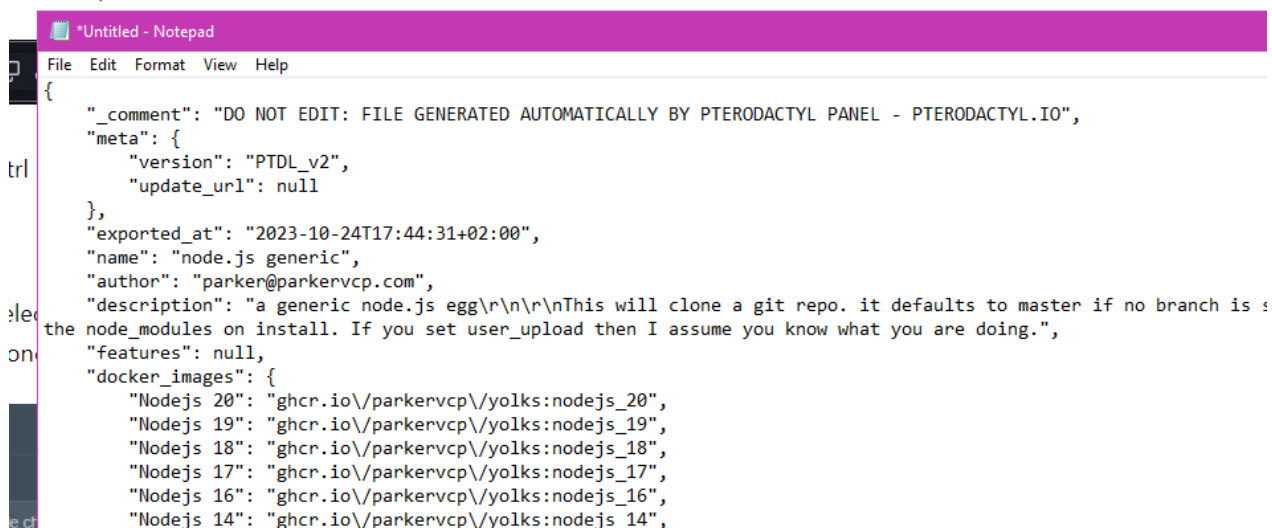 *Untitled - Notepad
File Edit Format View Help
{
"_comment": "DO NOT EDIT: FILE GENERATED AUTOMATICALLY BY PTERODACTYL PANEL - PTERODACTYL.IO",
"meta": {
"version": "PTDL_v2",
"update_url": null
},
"exported_at": "2023-10-24T17:44:31+02:00",
"name": "node.js generic",
"author": "parker@parkervcp.com",
"description": "a generic node.js egg\r\n\r\nThis will clone a git repo. it defaults to master if no branch is
the node_modules on install. If you set user_upload then I assume you know what you are doing.",
"features": null,
"docker_images": {
"Nodejs 20": "ghcr.io\/parkervcp\/yolks:nodejs_20",
"Nodejs 19": "ghcr.io\/parkervcp\/yolks:nodejs_19",
"Nodejs 18": "ghcr.io\/parkervcp\/yolks:nodejs_18",
"Nodejs 17": "ghcr.io\/parkervcp\/yolks:nodejs_17",
"Nodejs 16": "ghcr.io\/parkervcp\/yolks:nodejs_16",
"Nodejs 14": "ghcr.io\/parkervcp\/yolks:nodejs_14",